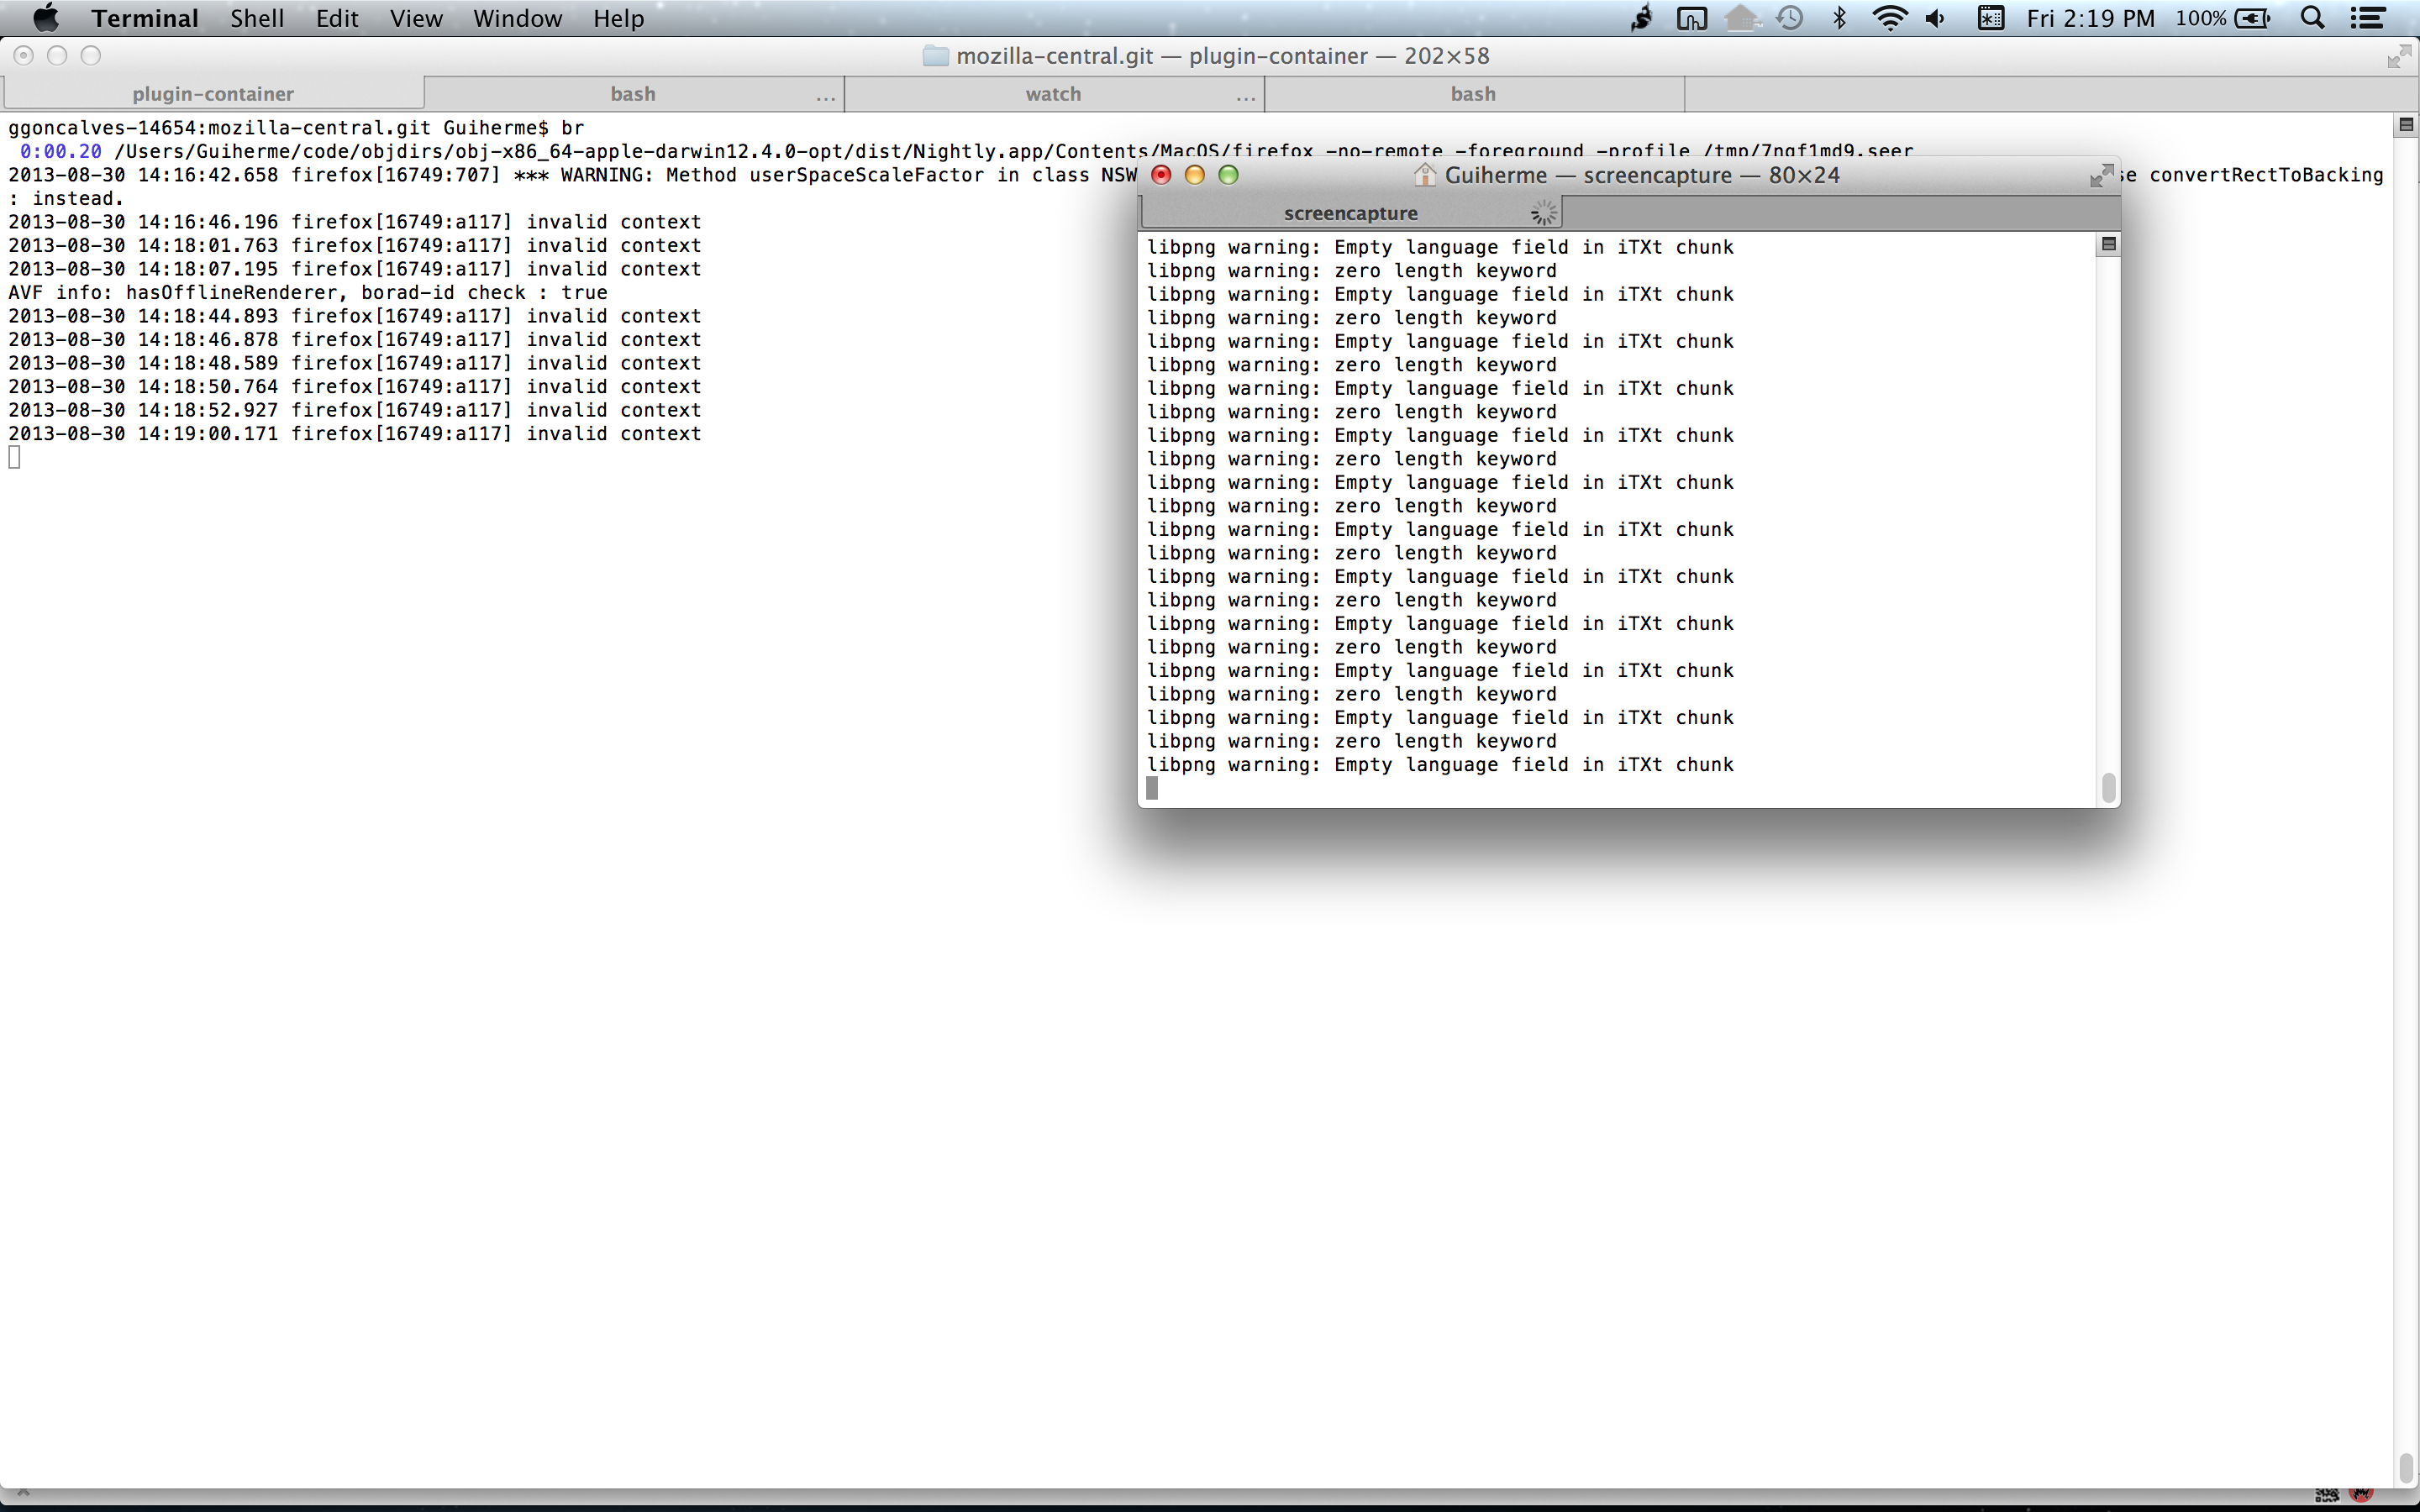 Terminal Shell Edit View Window Help Fri 2:19 PM 100%
mozilla-central.git — plugin-container — 202×58
plugin-container bash ... watch ... bash
ggoncalves-14654:mozilla-central.git Guiherme$ br
0:00.20 /Users/Guiherme/code/objdirs/obj-x86_64-apple-darwin12.4.0-opt/dist/Nightly.app/Contents/MacOS/firefox -no-remote -foreground -profile /tmp/7ngf1md9.seer
2013-08-30 14:16:42.658 firefox[16749:707] *** WARNING: Method userSpaceScaleFactor in class NSW se convertRectToBacking
: instead.
2013-08-30 14:16:46.196 firefox[16749:a117] invalid context
2013-08-30 14:18:01.763 firefox[16749:a117] invalid context
2013-08-30 14:18:07.195 firefox[16749:a117] invalid context
AVF info: hasOfflineRenderer, borad-id check : true
2013-08-30 14:18:44.893 firefox[16749:a117] invalid context
2013-08-30 14:18:46.878 firefox[16749:a117] invalid context
2013-08-30 14:18:48.589 firefox[16749:a117] invalid context
2013-08-30 14:18:50.764 firefox[16749:a117] invalid context
2013-08-30 14:18:52.927 firefox[16749:a117] invalid context
2013-08-30 14:19:00.171 firefox[16749:a117] invalid context
Guiherme — screencapture — 80×24
screencapture
libpng warning: Empty language field in iTXt chunk
libpng warning: zero length keyword
libpng warning: Empty language field in iTXt chunk
libpng warning: zero length keyword
libpng warning: Empty language field in iTXt chunk
libpng warning: zero length keyword
libpng warning: Empty language field in iTXt chunk
libpng warning: zero length keyword
libpng warning: Empty language field in iTXt chunk
libpng warning: zero length keyword
libpng warning: Empty language field in iTXt chunk
libpng warning: zero length keyword
libpng warning: Empty language field in iTXt chunk
libpng warning: zero length keyword
libpng warning: Empty language field in iTXt chunk
libpng warning: zero length keyword
libpng warning: Empty language field in iTXt chunk
libpng warning: zero length keyword
libpng warning: Empty language field in iTXt chunk
libpng warning: zero length keyword
libpng warning: Empty language field in iTXt chunk
libpng warning: zero length keyword
libpng warning: Empty language field in iTXt chunk